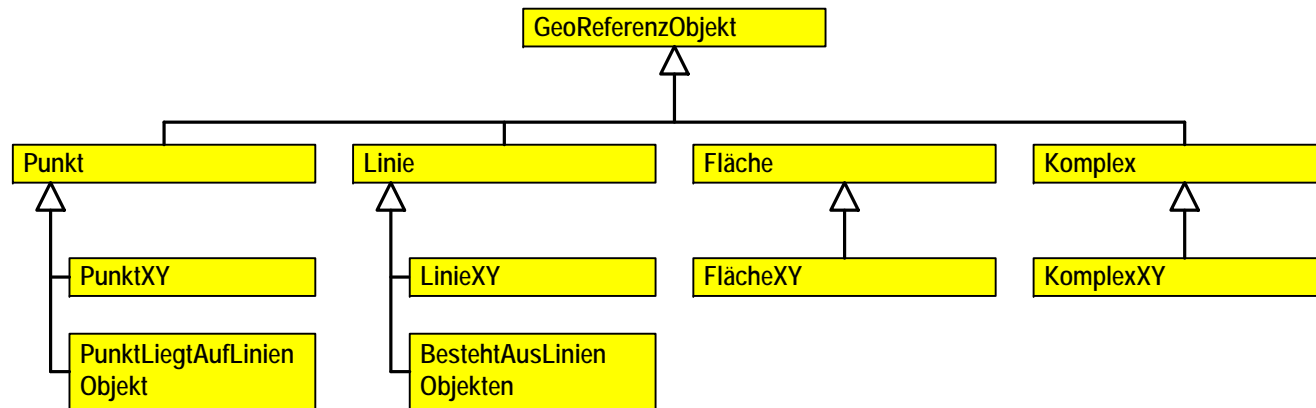 GeoReferenzObjekt
Punkt
Linie
Fläche
Komplex
PunktXY
LinieXY
FlächeXY
KomplexXY
PunktLiegtAufLinien
Objekt
BestehtAusLinien
Objekten